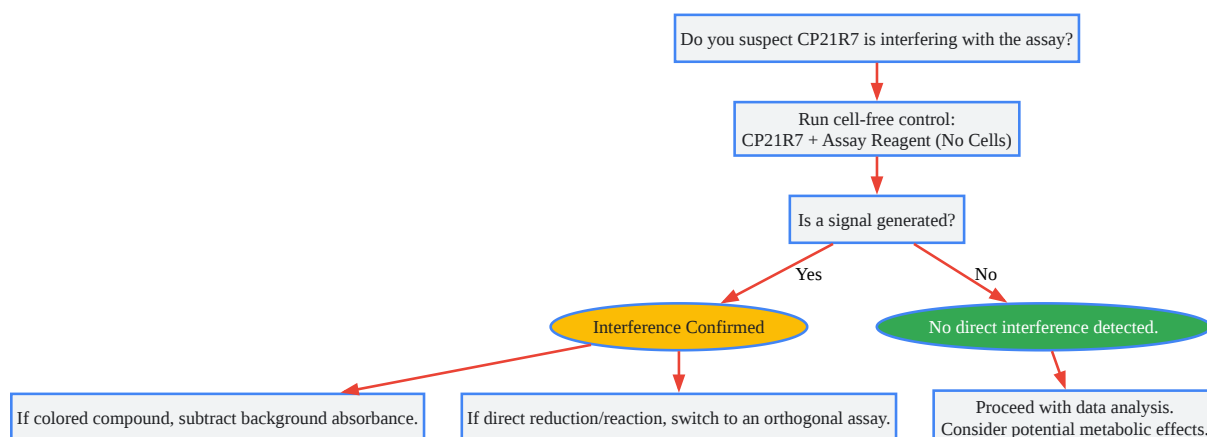 Do you suspect CP21R7 is interfering with the assay?
Run cell-free control:
CP21R7 + Assay Reagent (No Cells)
Is a signal generated?
Yes
No
Interference Confirmed
No direct interference detected.
If colored compound, subtract background absorbance.
If direct reduction/reaction, switch to an orthogonal assay.
Proceed with data analysis.
Consider potential metabolic effects.